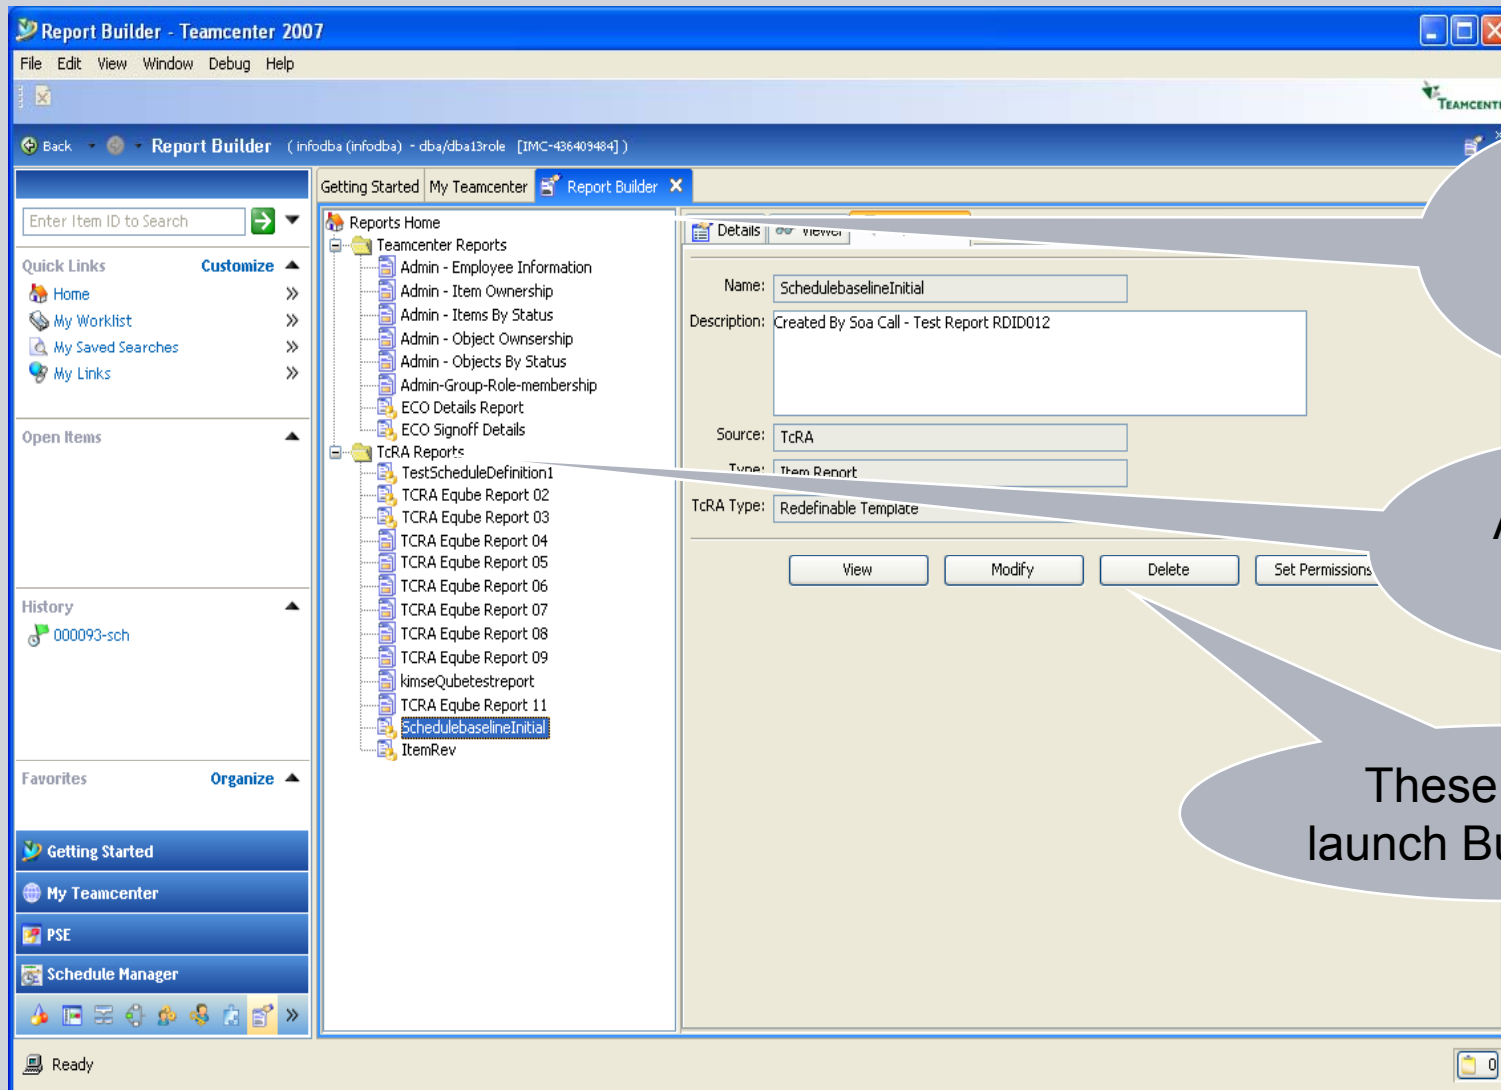 Report Builder - Teamcenter 2007
File Edit View Window Debug Help
TEAMCENT
Back Report Builder ( infodba (infodba) - dba/dba13role [IMC-436409484] )
Getting Started My Teamcenter Report Builder
Enter Item ID to Search
Quick Links Customize
Home
My Worklist
My Saved Searches
My Links
Open Items
History
000093-sch
Favorites Organize
Getting Started
My Teamcenter
PSE
Schedule Manager
Reports Home
Teamcenter Reports
Admin - Employee Information
Admin - Item Ownership
Admin - Items By Status
Admin - Object Ownsership
Admin - Objects By Status
Admin-Group-Role-membership
ECO Details Report
ECO Signoff Details
TcRA Reports
TestScheduleDefinition1
TCRA Eqube Report 02
TCRA Eqube Report 03
TCRA Eqube Report 04
TCRA Eqube Report 05
TCRA Eqube Report 06
TCRA Eqube Report 07
TCRA Eqube Report 08
TCRA Eqube Report 09
kimseQubetestreport
TCRA Eqube Report 11
SchedulebaselineInitial
ItemRev
Details Viewer
Name: SchedulebaselineInitial
Description: Created By Soa Call - Test Report RDID012
Source: TcRA
Type: Item Report
TcRA Type: Redefinable Template
View Modify Delete Set Permissions
A
These
launch Bu
Ready
0